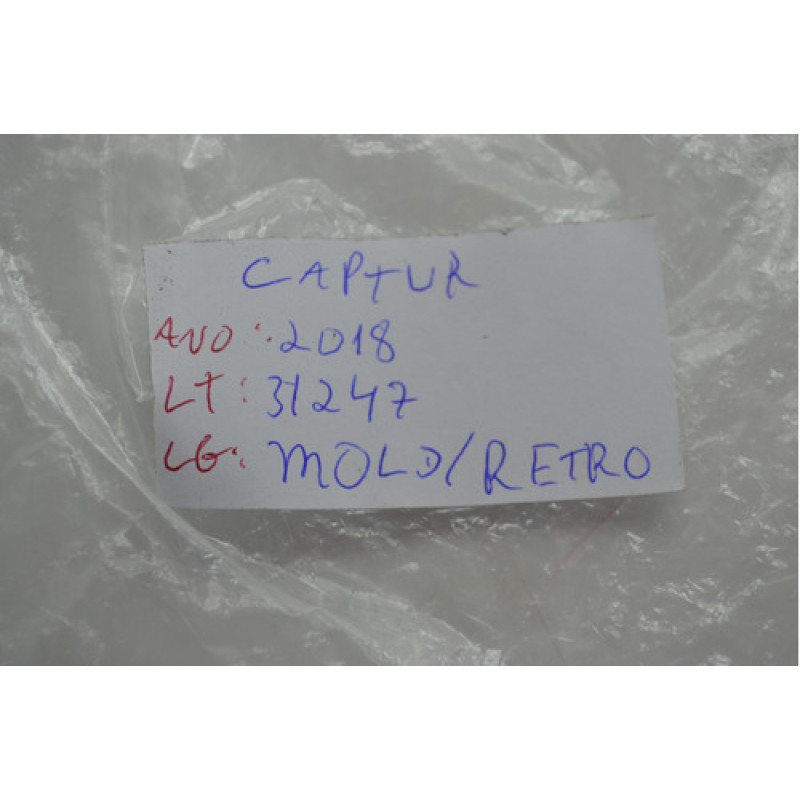 CAPTUR
ANO: 2018
LT: 31247
LG: MOLD/RETRO